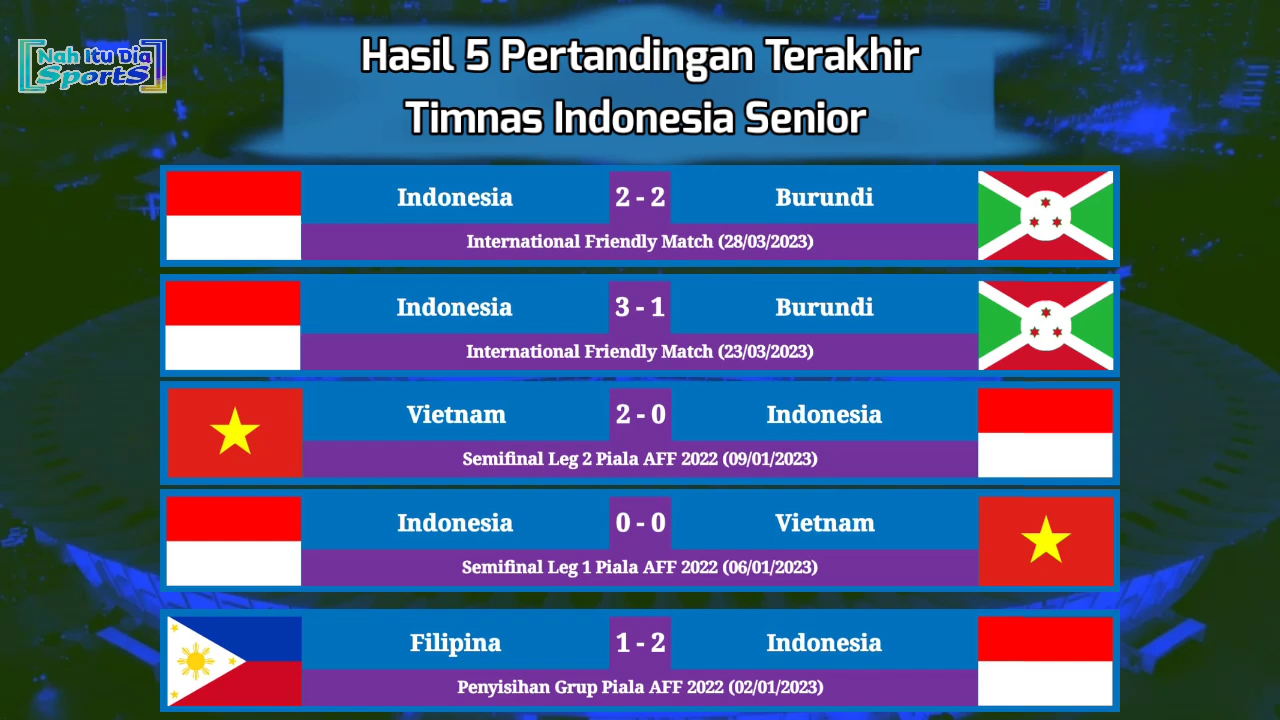 Nah Itu Dia
Sports
Hasil 5 Pertandingan Terakhir
Timnas Indonesia Senior
Indonesia 2 - 2 Burundi
International Friendly Match (28/03/2023)
Indonesia 3 - 1 Burundi
International Friendly Match (23/03/2023)
Vietnam 2 - 0 Indonesia
Semifinal Leg 2 Piala AFF 2022 (09/01/2023)
Indonesia 0 - 0 Vietnam
Semifinal Leg 1 Piala AFF 2022 (06/01/2023)
Filipina 1 - 2 Indonesia
Penyisihan Grup Piala AFF 2022 (02/01/2023)